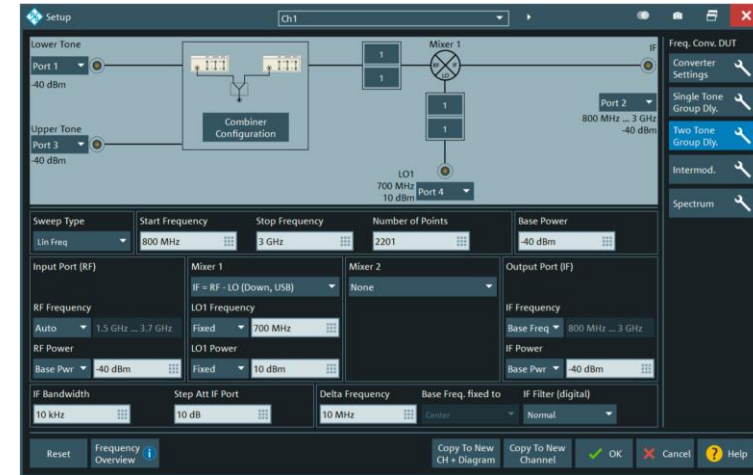 Setup
Ch1
Lower Tone
Port 1
-40 dBm
Upper Tone
Port 3
-40 dBm
Combiner
Configuration
1
1
Mixer 1
RF
IF
LO
1
1
LO1
700 MHz
10 dBm
Port 4
IF
Port 2
800 MHz ... 3 GHz
-40 dBm
Freq. Conv. DUT
Converter
Settings
Single Tone
Group Dly.
Two Tone
Group Dly.
Intermod.
Spectrum
Sweep Type
Lin Freq
Start Frequency
800 MHz
Stop Frequency
3 GHz
Number of Points
2201
Base Power
-40 dBm
Input Port (RF)
RF Frequency
Auto
1.5 GHz ... 3.7 GHz
RF Power
Base Pwr
-40 dBm
Mixer 1
IF = RF - LO (Down, USB)
LO1 Frequency
Fixed
700 MHz
LO1 Power
Fixed
10 dBm
Mixer 2
None
Output Port (IF)
IF Frequency
Base Freq
800 MHz ... 3 GHz
IF Power
Base Pwr
-40 dBm
IF Bandwidth
10 kHz
Step Att IF Port
10 dB
Delta Frequency
10 MHz
Base Freq. fixed to
Center
IF Filter (digital)
Normal
Reset
Frequency
Overview
i
Copy To New
CH + Diagram
Copy To New
Channel
OK
Cancel
? Help